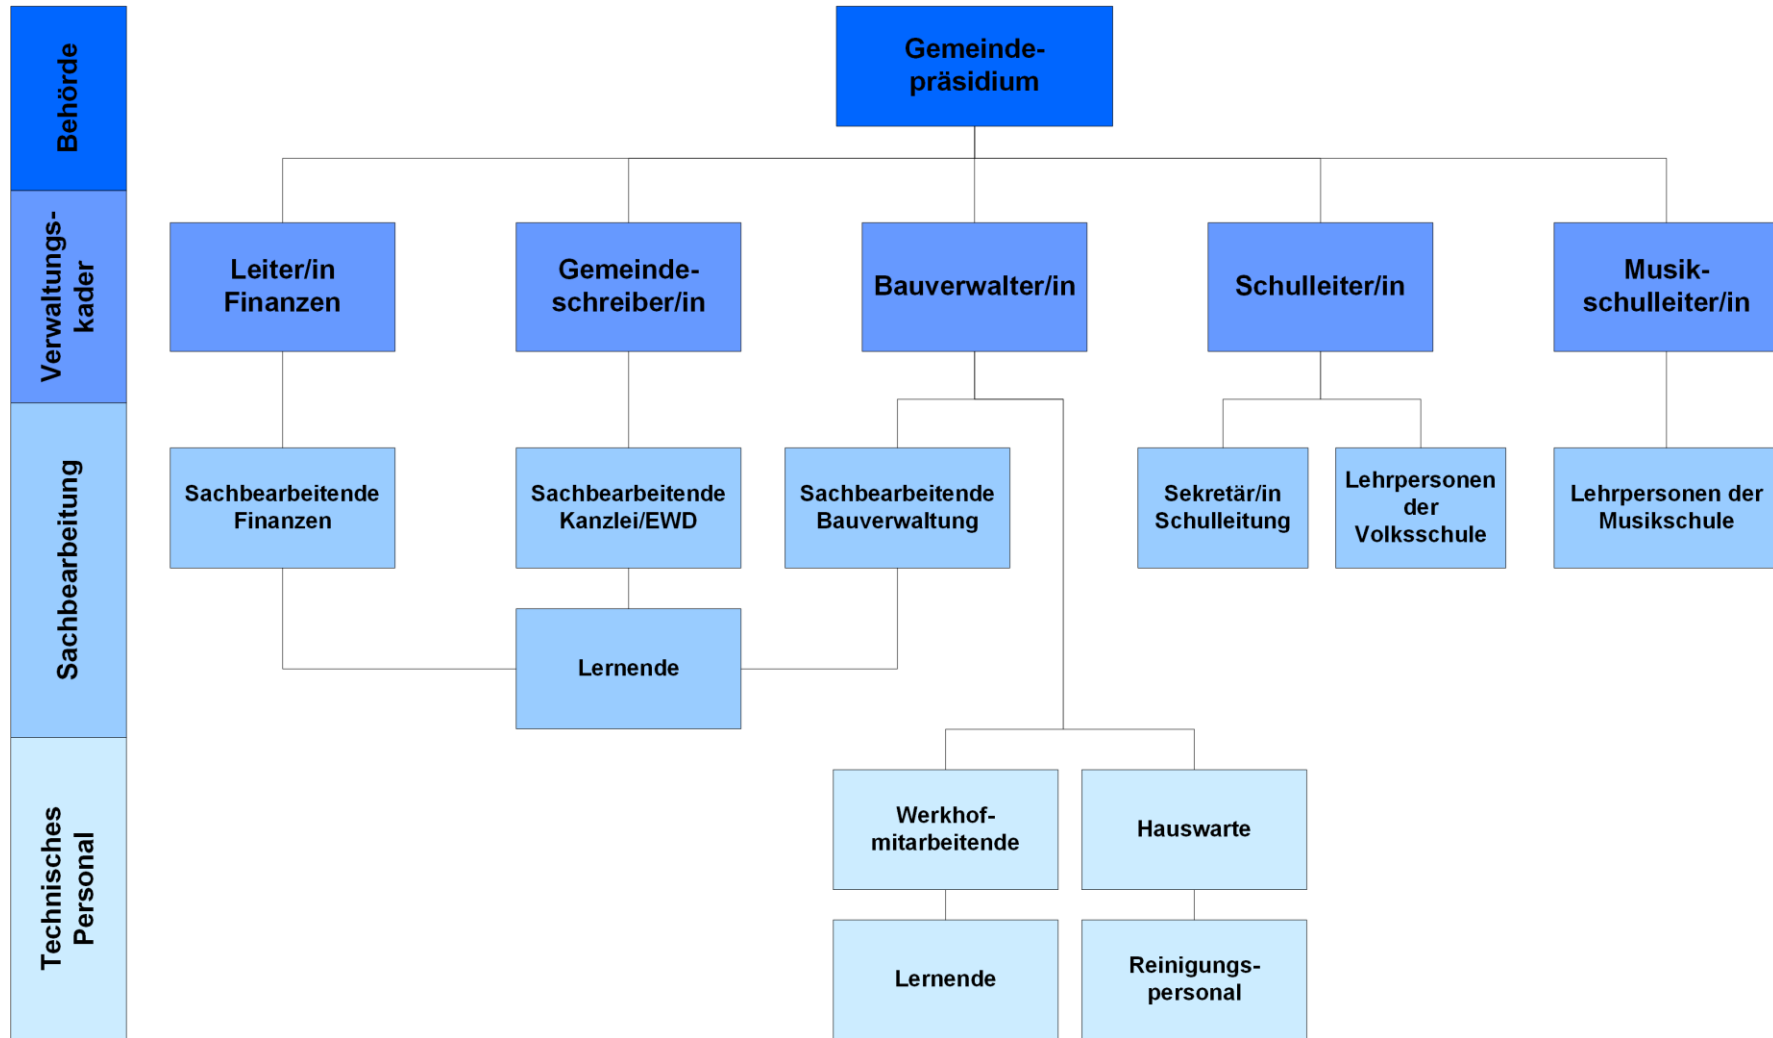 Behörde
Gemeinde-
präsidium
Verwaltungs-
kader
Leiter/in
Finanzen
Gemeinde-
schreiber/in
Bauverwalter/in
Schulleiter/in
Musik-
schulleiter/in
Sachbearbeitung
Sachbearbeitende
Finanzen
Sachbearbeitende
Kanzlei/EWD
Sachbearbeitende
Bauverwaltung
Sekretär/in
Schulleitung
Lehrpersonen
der
Volksschule
Lehrpersonen der
Musikschule
Lernende
Technisches
Personal
Werkhof-
mitarbeitende
Hauswarte
Lernende
Reinigungs-
personal